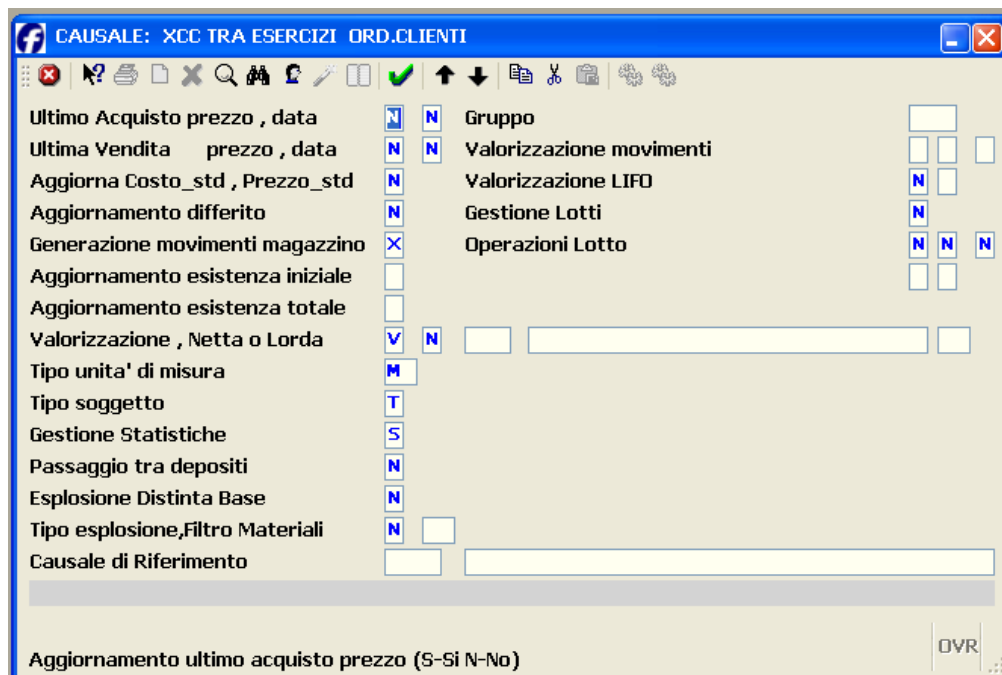 CAUSALE: XCC TRA ESERCIZI ORD.CLIENTI
Ultimo Acquisto prezzo , data N N Gruppo
Ultima Vendita prezzo , data N N Valorizzazione movimenti
Aggiorna Costo_std , Prezzo_std N Valorizzazione LIFO N
Aggiornamento differito N Gestione Lotti N
Generazione movimenti magazzino X Operazioni Lotto N N N
Aggiornamento esistenza iniziale
Aggiornamento esistenza totale
Valorizzazione , Netta o Lorda V N
Tipo unita' di misura M
Tipo soggetto T
Gestione Statistiche S
Passaggio tra depositi N
Esplosione Distinta Base N
Tipo esplosione,Filtro Materiali N
Causale di Riferimento
OVR
Aggiornamento ultimo acquisto prezzo (S-Si N-No)